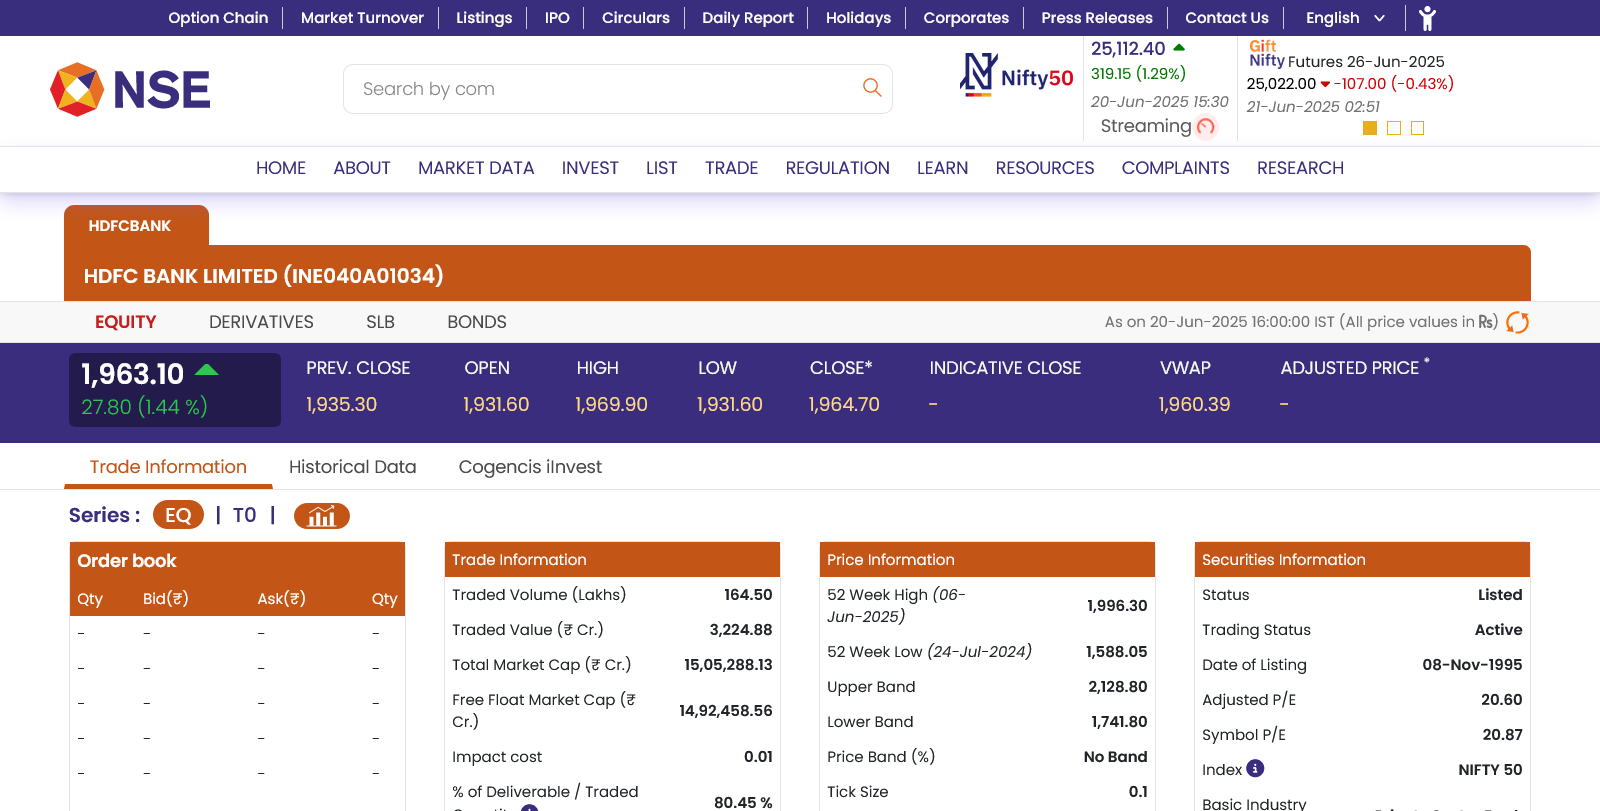 Option Chain Market Turnover Listings IPO Circulars Daily Report Holidays Corporates Press Releases Contact Us English
NSE
Search by com
Nifty50
25,112.40
319.15 (1.29%)
20-Jun-2025 15:30
Streaming
Gift
Nifty Futures 26-Jun-2025
25,022.00 -107.00 (-0.43%)
21-Jun-2025 02:51
HOME ABOUT MARKET DATA INVEST LIST TRADE REGULATION LEARN RESOURCES COMPLAINTS RESEARCH
HDFCBANK
HDFC BANK LIMITED (INE040A01034)
EQUITY DERIVATIVES SLB BONDS As on 20-Jun-2025 16:00:00 IST (All price values in ₨)
1,963.10
27.80 (1.44 %)
PREV. CLOSE OPEN HIGH LOW CLOSE* INDICATIVE CLOSE VWAP ADJUSTED PRICE *
1,935.30 1,931.60 1,969.90 1,931.60 1,964.70 - 1,960.39 -
Trade Information Historical Data Cogencis iInvest
Series : EQ | T0 |
Order book
Qty Bid(₹) Ask(₹) Qty
- - - -
- - - -
- - - -
- - - -
- - - -
Trade Information
Traded Volume (Lakhs) 164.50
Traded Value (₹ Cr.) 3,224.88
Total Market Cap (₹ Cr.) 15,05,288.13
Free Float Market Cap (₹
Cr.) 14,92,458.56
Impact cost 0.01
% of Deliverable / Traded
80.45 %
Price Information
52 Week High (06-
Jun-2025) 1,996.30
52 Week Low (24-Jul-2024) 1,588.05
Upper Band 2,128.80
Lower Band 1,741.80
Price Band (%) No Band
Tick Size 0.1
Securities Information
Status Listed
Trading Status Active
Date of Listing 08-Nov-1995
Adjusted P/E 20.60
Symbol P/E 20.87
Index NIFTY 50
Basic Industry